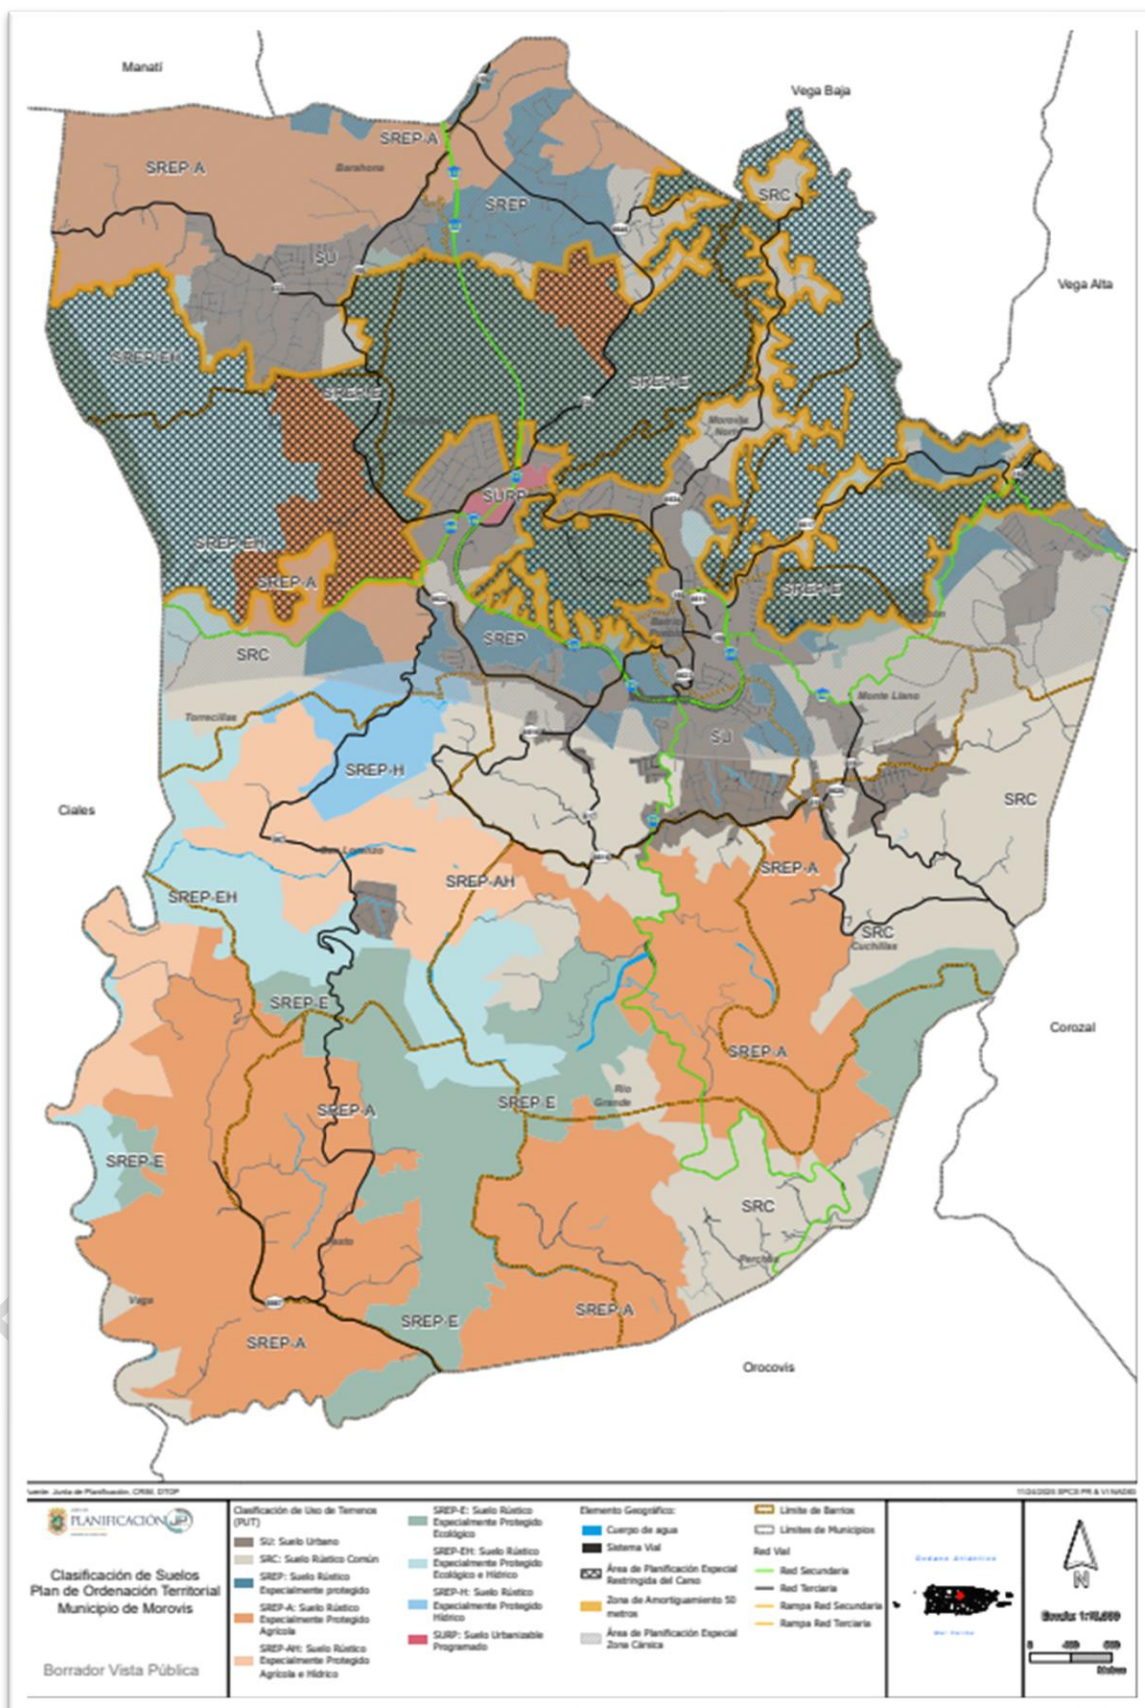 Manatí
Vega Baja
SREP-A
SREP-A
Barahona
SRC
SREP
SU
Vega Alta
SREP-EH
SREP-E
SREP-E
Morovis
Norte
SURP
SREP-EH
SREP-A
SREP-E
SREP
SRC
Torrecillas
Monte Llano
SU
SREP-H
Ciales
SRC
San Lorenzo
SREP-A
SREP-AH
SREP-EH
SRC
Cuchillas
SREP-E
Corozal
SREP-A
Río
Grande
SREP-E
SREP-A
SREP-E
SRC
Perchas
Pasto
Vaga
SREP-A
SREP-E
SREP-A
Orocovis
Fuente: Junta de Planificación, CRIM, DTOP
PLANIFICACIÓN JP
Clasificación de Suelos
Plan de Ordenación Territorial
Municipio de Morovis
Borrador Vista Pública
Clasificación de Uso de Terrenos
(PUT)
SU: Suelo Urbano
SRC: Suelo Rústico Común
SREP: Suelo Rústico
Especialmente protegido
SREP-A: Suelo Rústico
Especialmente Protegido
Agrícola
SREP-AH: Suelo Rústico
Especialmente Protegido
Agrícola e Hídrico
SREP-E: Suelo Rústico
Especialmente Protegido
Ecológico
SREP-EH: Suelo Rústico
Especialmente Protegido
Ecológico e Hídrico
SREP-H: Suelo Rústico
Especialmente Protegido
Hídrico
SURP: Suelo Urbanizable
Programado
Elemento Geográfico:
Cuerpo de agua
Sistema Vial
Área de Planificación Especial
Restringida del Carso
Zona de Amortiguamiento 50
metros
Área de Planificación Especial
Zona Cársica
Límite de Barrios
Límites de Municipios
Red Vial
Red Secundaria
Red Terciaria
Rampa Red Secundaria
Rampa Red Terciaria
Océano Atlántico
Mar Caribe
N